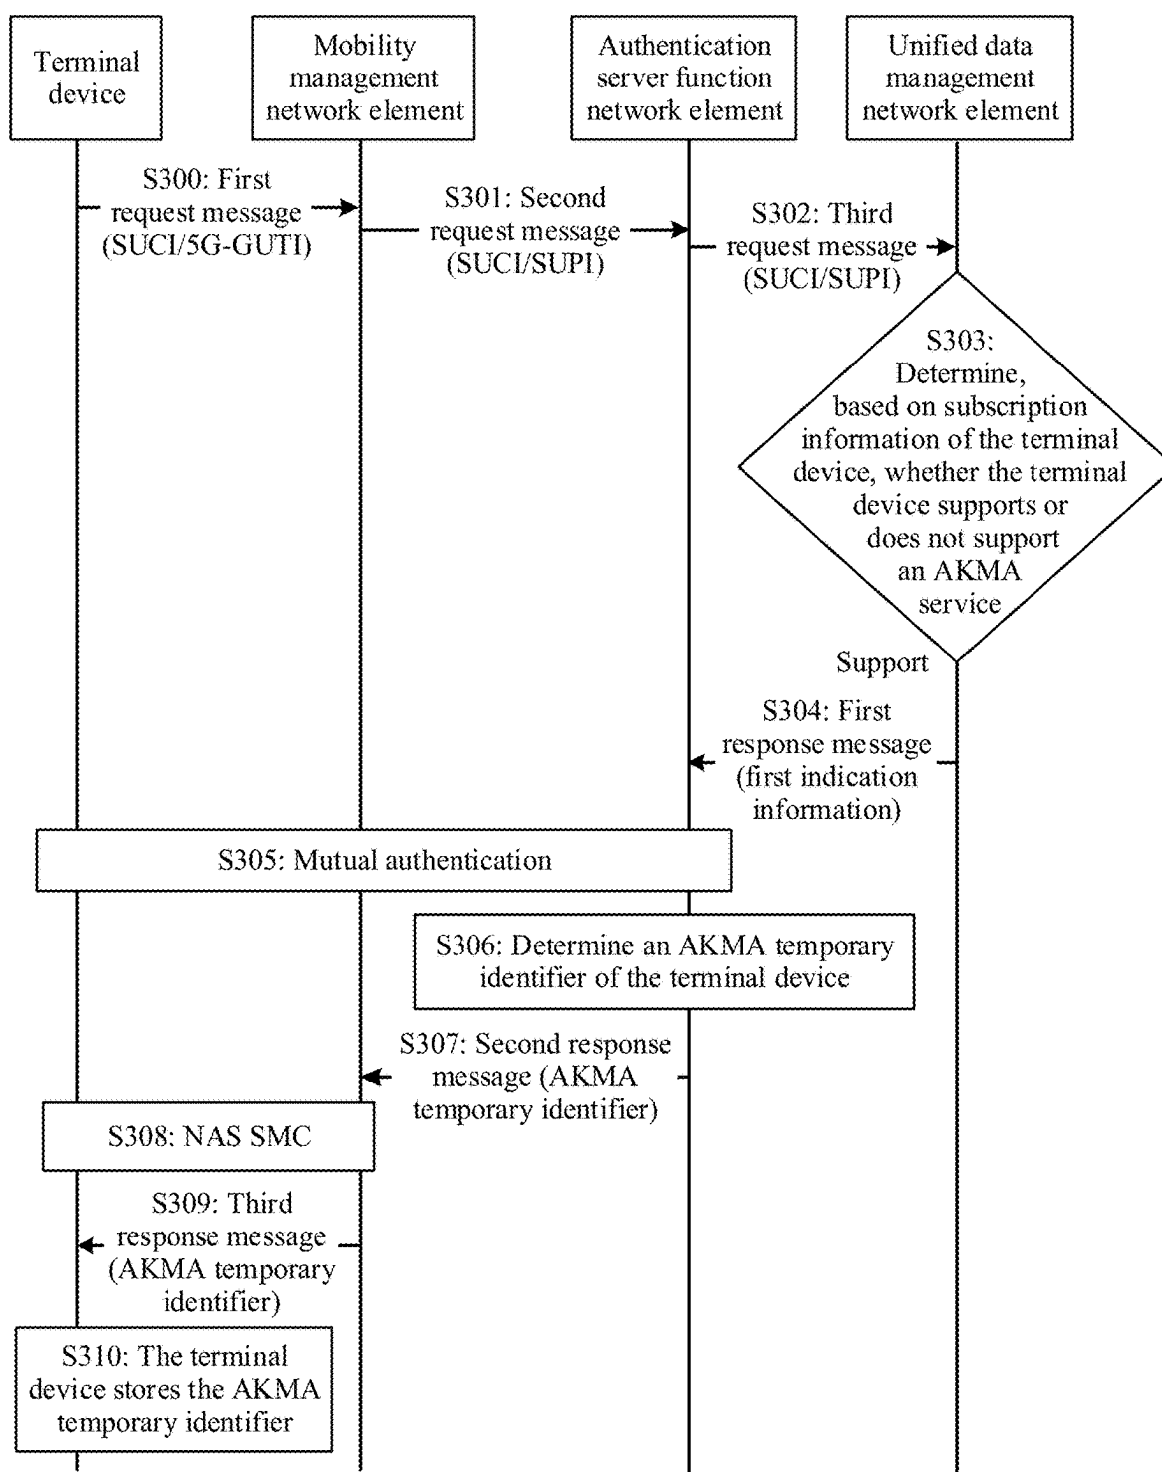 Terminal
device
Mobility
management
network element
Authentication
server function
network element
Unified data
management
network element
S300: First
request message
(SUCI/5G-GUTI)
S301: Second
request message
(SUCI/SUPI)
S302: Third
request message
(SUCI/SUPI)
S303:
Determine,
based on subscription
information of the terminal
device, whether the terminal
device supports or
does not support
an AKMA
service
Support
S304: First
response message
(first indication
information)
S305: Mutual authentication
S306: Determine an AKMA temporary
identifier of the terminal device
S307: Second response
message (AKMA
temporary identifier)
S308: NAS SMC
S309: Third
response message
(AKMA temporary
identifier)
S310: The terminal
device stores the AKMA
temporary identifier